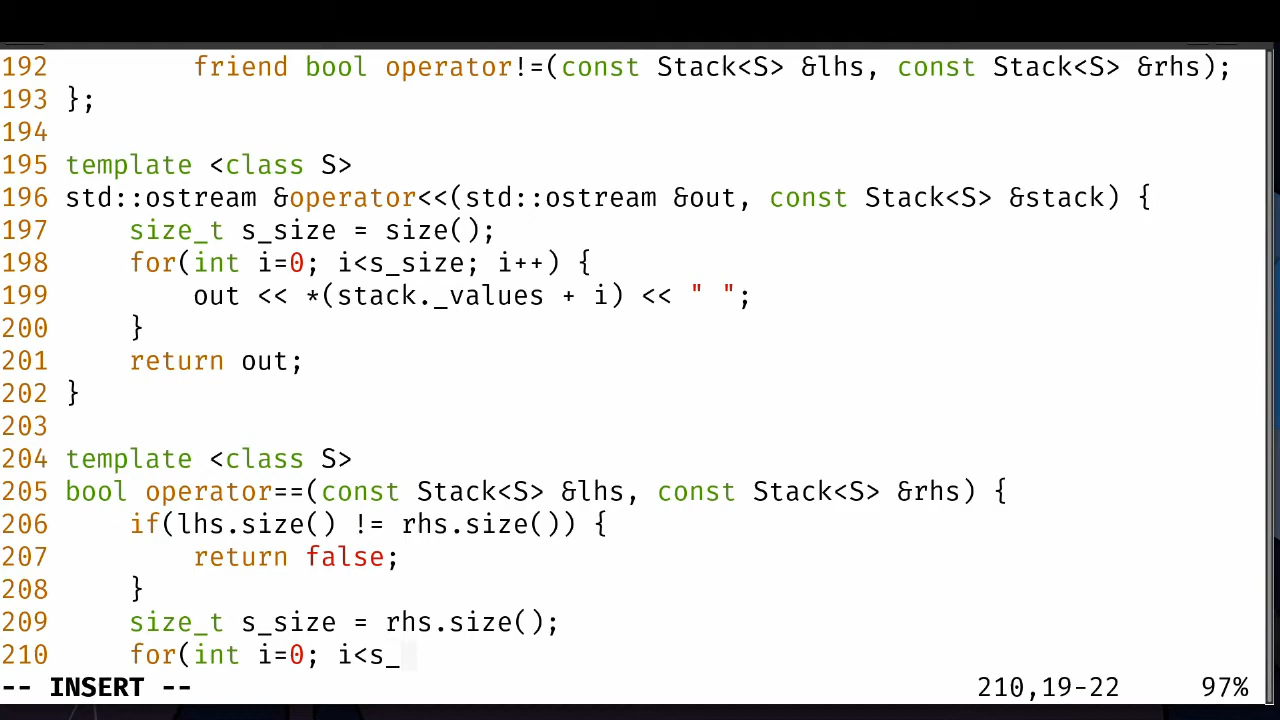 192         friend bool operator!=(const Stack<S> &lhs, const Stack<S> &rhs);
193 };
194
195 template <class S>
196 std::ostream &operator<<(std::ostream &out, const Stack<S> &stack) {
197     size_t s_size = size();
198     for(int i=0; i<s_size; i++) {
199         out << *(stack._values + i) << " ";
200     }
201     return out;
202 }
203
204 template <class S>
205 bool operator==(const Stack<S> &lhs, const Stack<S> &rhs) {
206     if(lhs.size() != rhs.size()) {
207         return false;
208     }
209     size_t s_size = rhs.size();
210     for(int i=0; i<s_
-- INSERT -- 210,19-22 97%